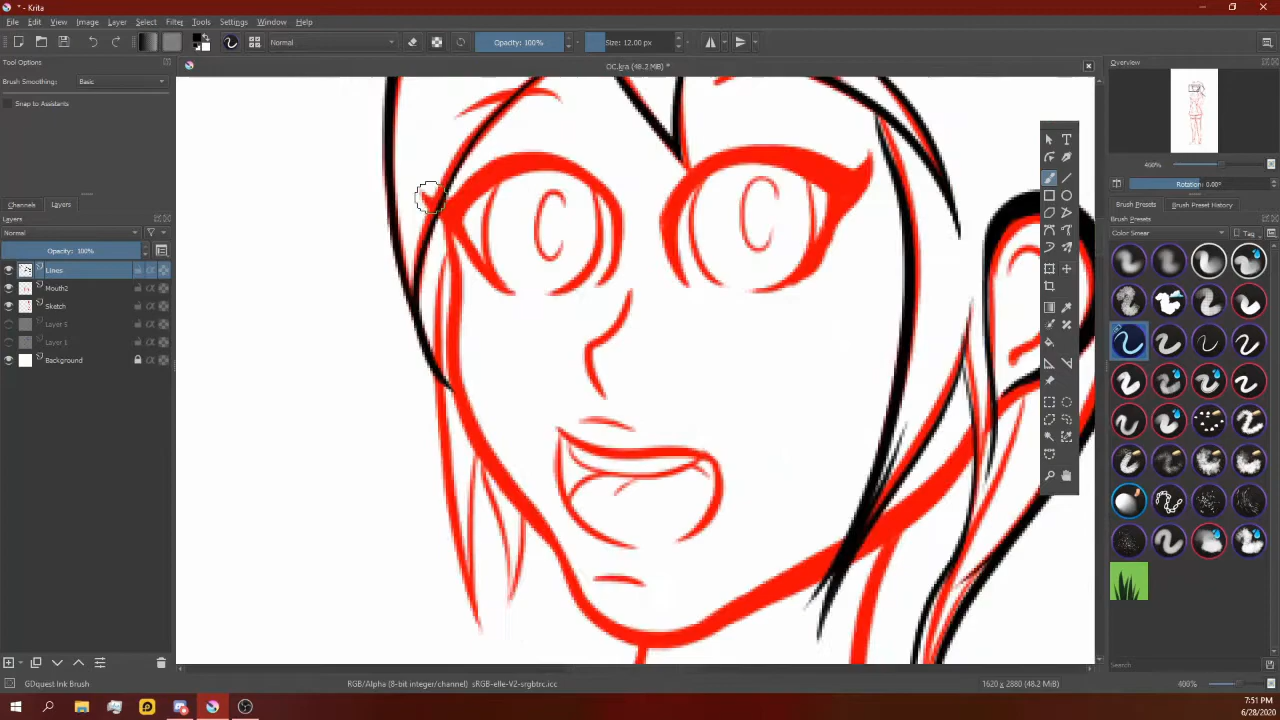 * - Krita
File Edit View Image Layer Select Filter Tools Settings Window Help
Normal Opacity: 100% Size: 12.00 px
Tool Options
OC.kra (48.2 MiB) *
Overview
Brush Smoothing: Basic
Snap to Assistants
400%
Rotation: 0.00°
Channels Layers
Brush Presets Brush Preset History
Layers
Brush Presets
Normal
Color Smear Tag
Opacity: 100%
Lines
Mouth2
Sketch
Layer 5
Layer 1
Background
Search
GDquest Ink Brush
RGB/Alpha (8-bit integer/channel) sRGB-elle-V2-srgbtrc.icc
1620 x 2880 (48.2 MiB)
400%
7:51 PM
6/28/2020